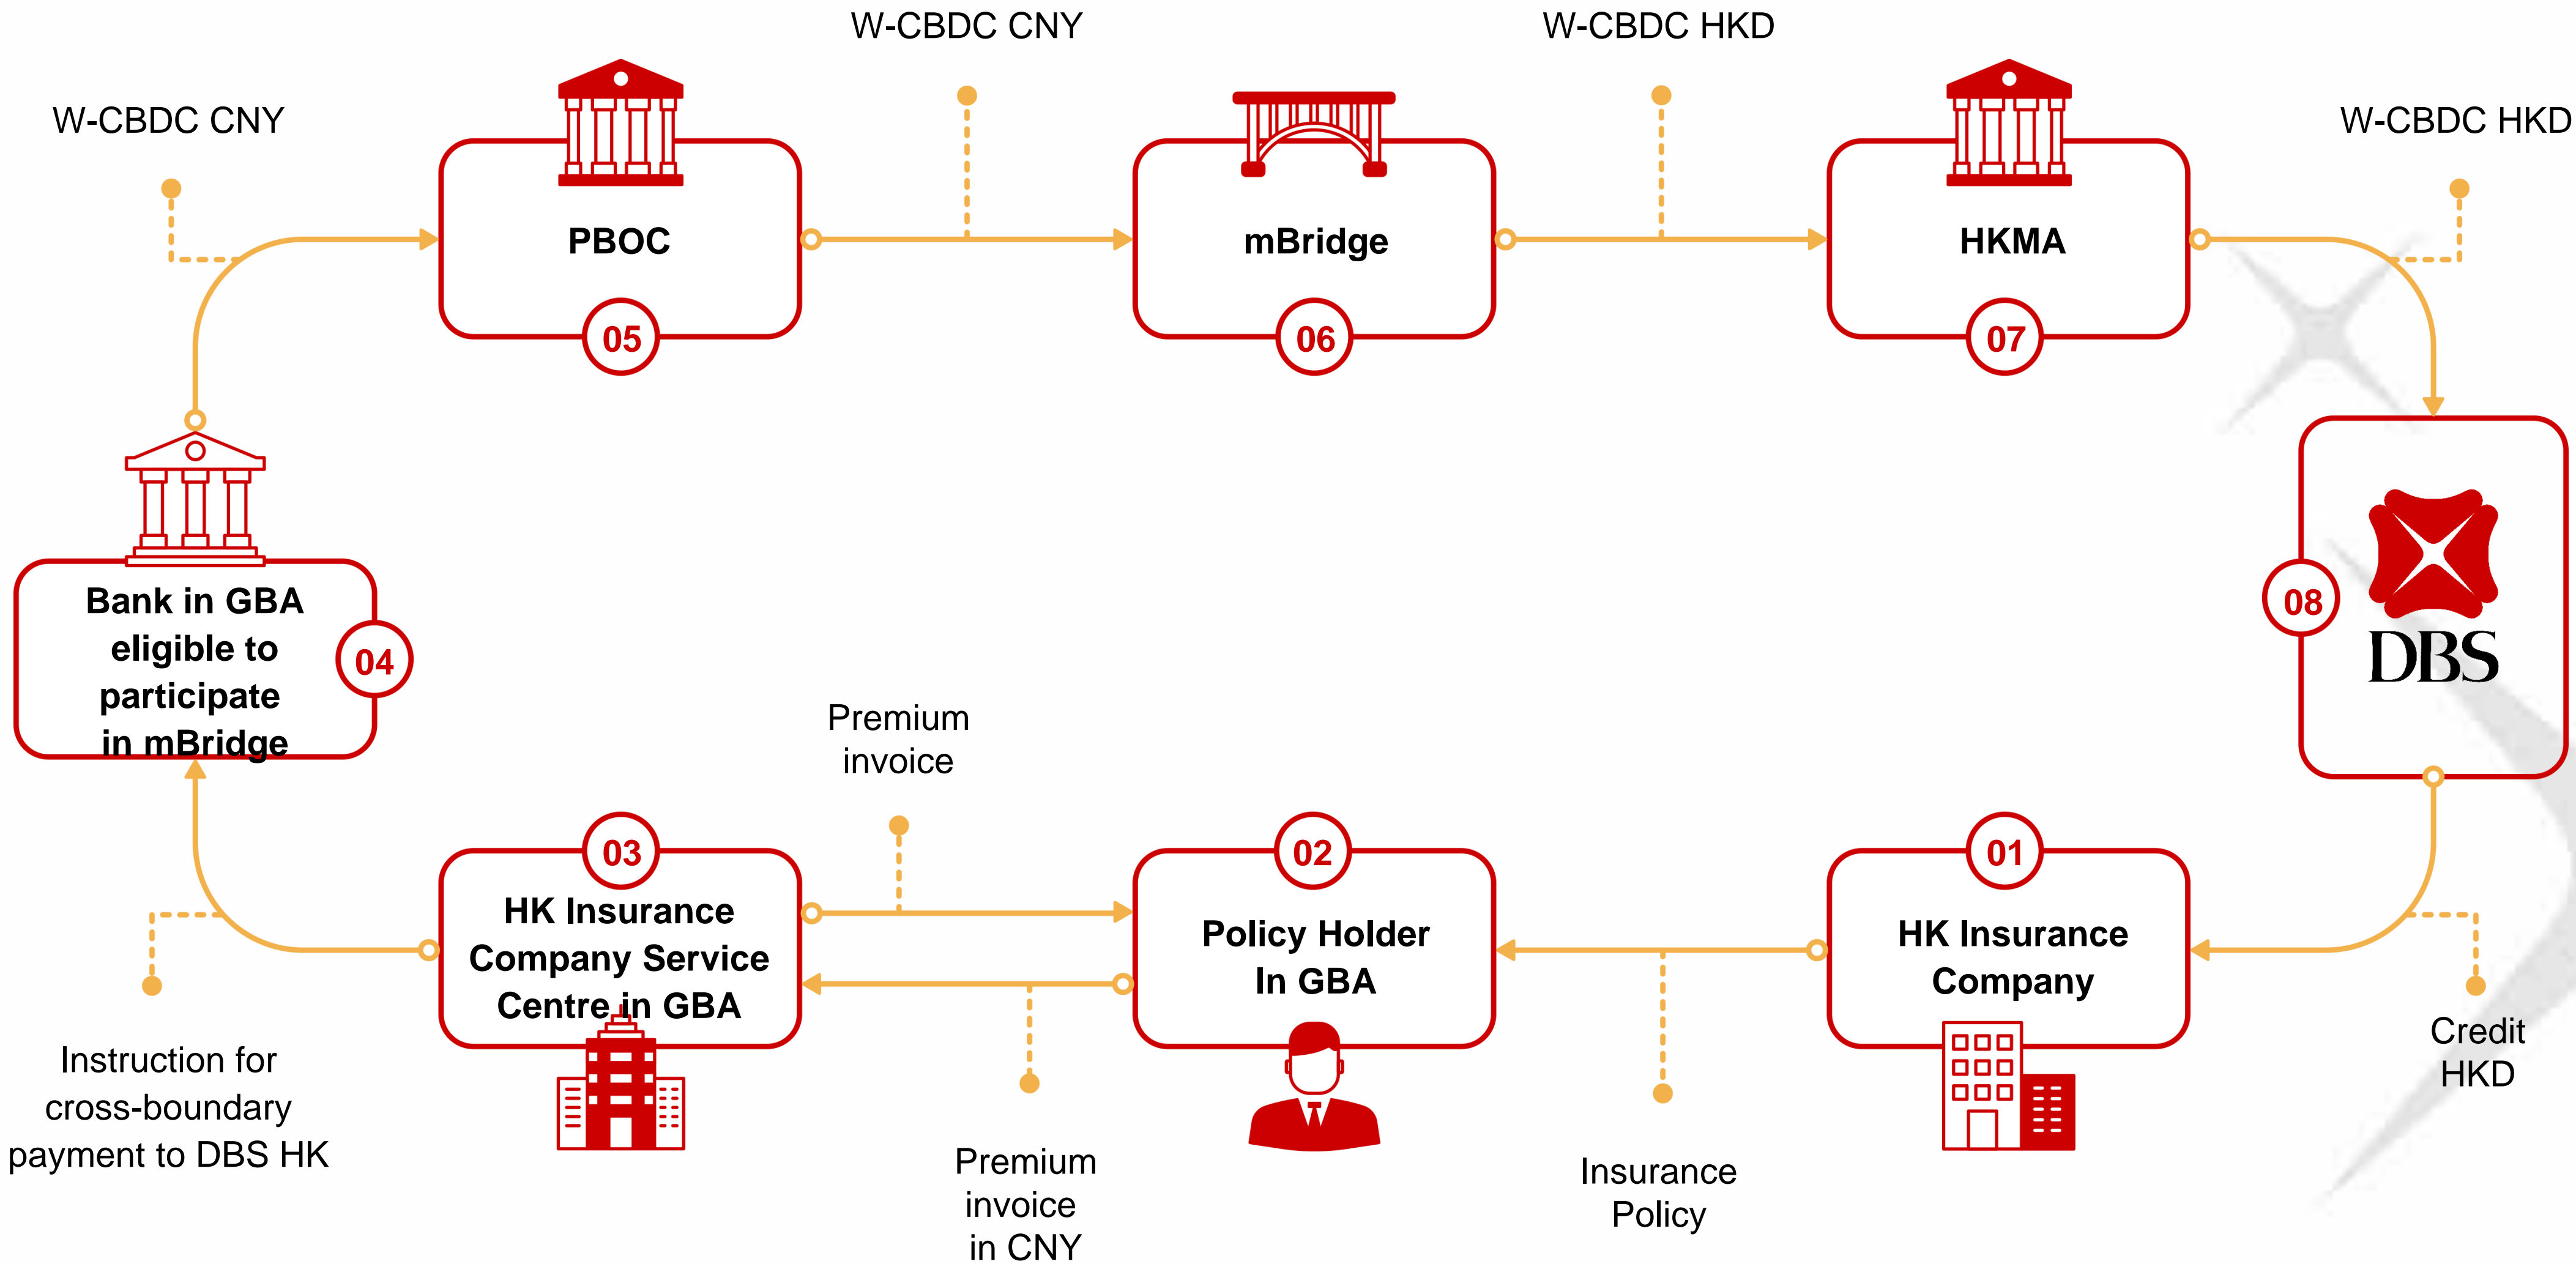 W-CBDC CNY
W-CBDC HKD
W-CBDC CNY
W-CBDC HKD
PBOC
05
mBridge
06
HKMA
07
Bank in GBA
eligible to
participate
in mBridge
04
08
DBS
Premium
invoice
03
HK Insurance
Company Service
Centre in GBA
02
Policy Holder
In GBA
01
HK Insurance
Company
Instruction for
cross-boundary
payment to DBS HK
Premium
invoice
in CNY
Insurance
Policy
Credit
HKD